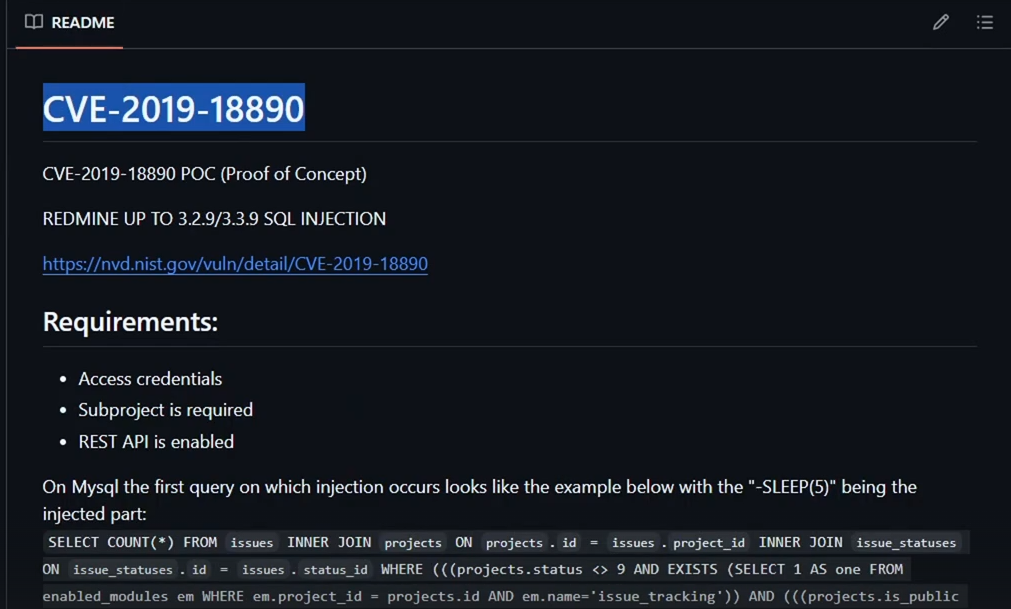 README
CVE-2019-18890
CVE-2019-18890 POC (Proof of Concept)
REDMINE UP TO 3.2.9/3.3.9 SQL INJECTION
https://nvd.nist.gov/vuln/detail/CVE-2019-18890
Requirements:
• Access credentials
• Subproject is required
• REST API is enabled
On Mysql the first query on which injection occurs looks like the example below with the "-SLEEP(5)" being the
injected part:
SELECT COUNT(*) FROM issues INNER JOIN projects ON projects . id = issues . project_id INNER JOIN issue_statuses
ON issue_statuses . id = issues . status_id WHERE (((projects.status <> 9 AND EXISTS (SELECT 1 AS one FROM
enabled_modules em WHERE em.project_id = projects.id AND em.name='issue_tracking')) AND (((projects.is_public